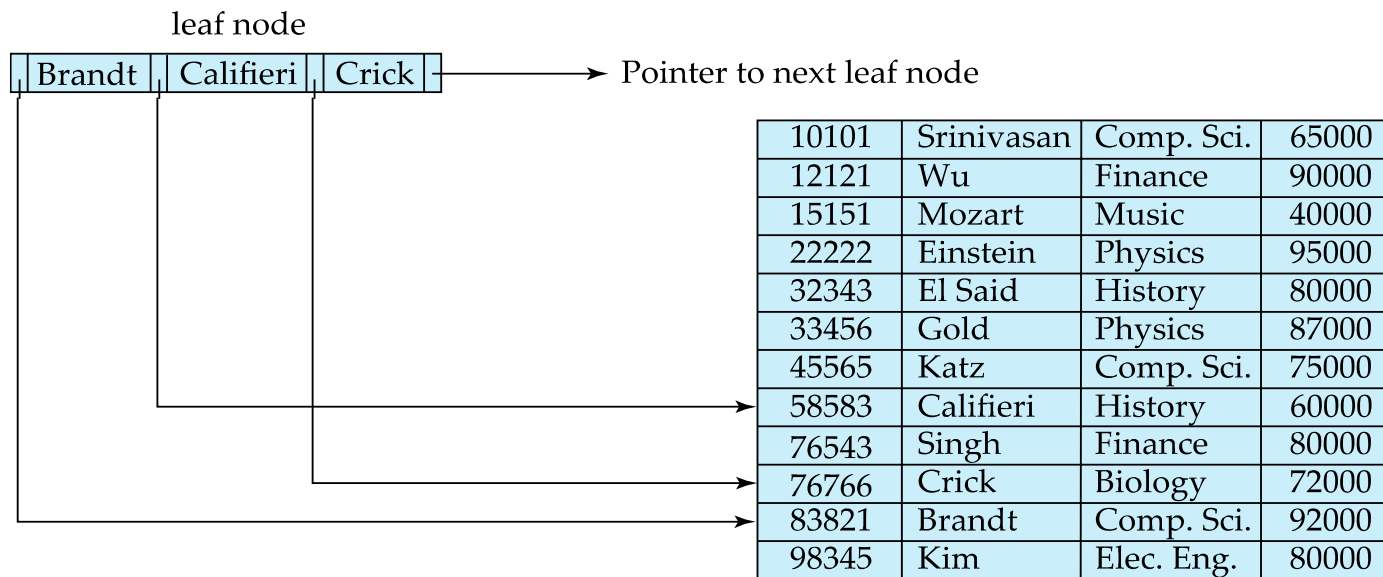 leaf node
Brandt Califieri Crick
Pointer to next leaf node
10101 Srinivasan Comp. Sci. 65000
12121 Wu Finance 90000
15151 Mozart Music 40000
22222 Einstein Physics 95000
32343 El Said History 80000
33456 Gold Physics 87000
45565 Katz Comp. Sci. 75000
58583 Califieri History 60000
76543 Singh Finance 80000
76766 Crick Biology 72000
83821 Brandt Comp. Sci. 92000
98345 Kim Elec. Eng. 80000